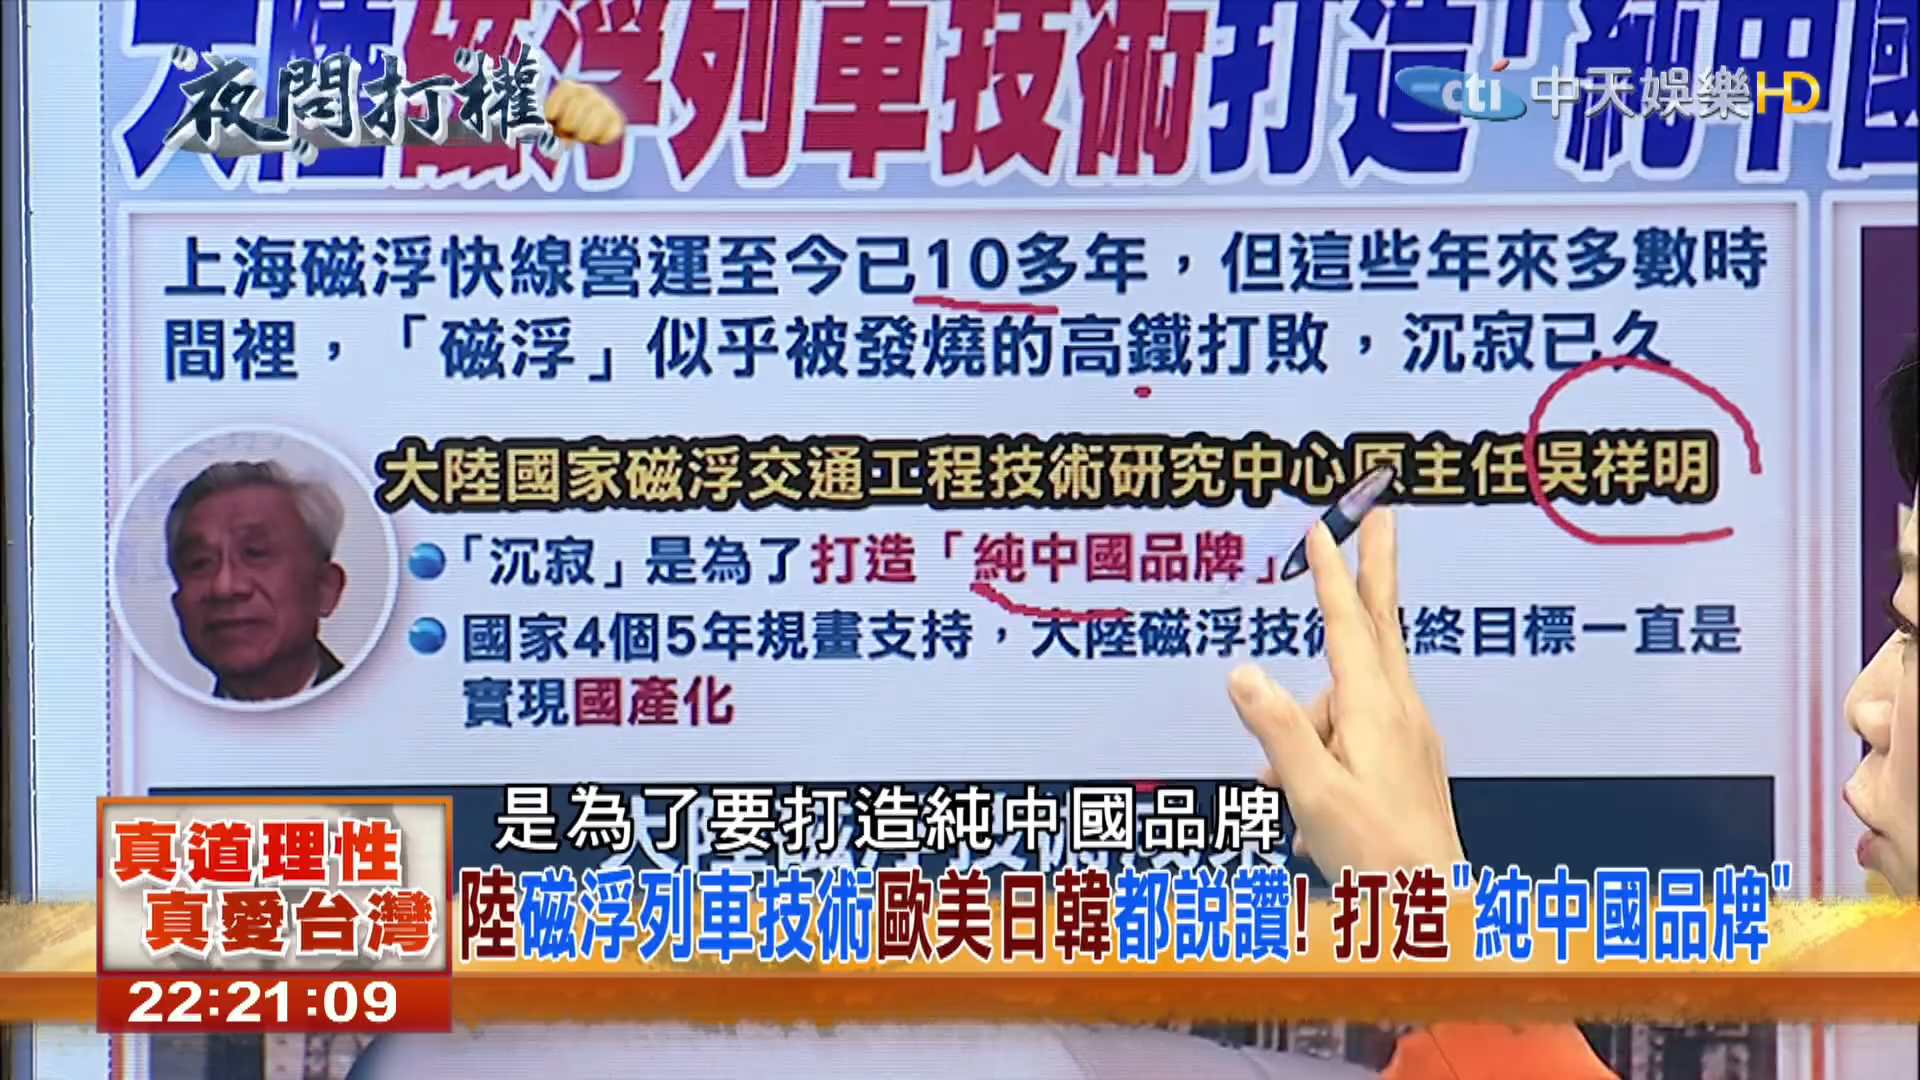 大陸磁浮列車技術打造!純中國
"夜問打權"
cti 中天娛樂HD
上海磁浮快線營運至今已10多年，但這些年來多數時
間裡，「磁浮」似乎被發燒的高鐵打敗，沉寂已久
大陸國家磁浮交通工程技術研究中心原主任吳祥明
「沉寂」是為了打造「純中國品牌」
國家4個5年規畫支持，大陸磁浮技術最終目標一直是
實現國產化
是為了要打造純中國品牌
真道理性
真愛台灣
陸磁浮列車技術歐美日韓都說讚! 打造"純中國品牌"
22:21:09